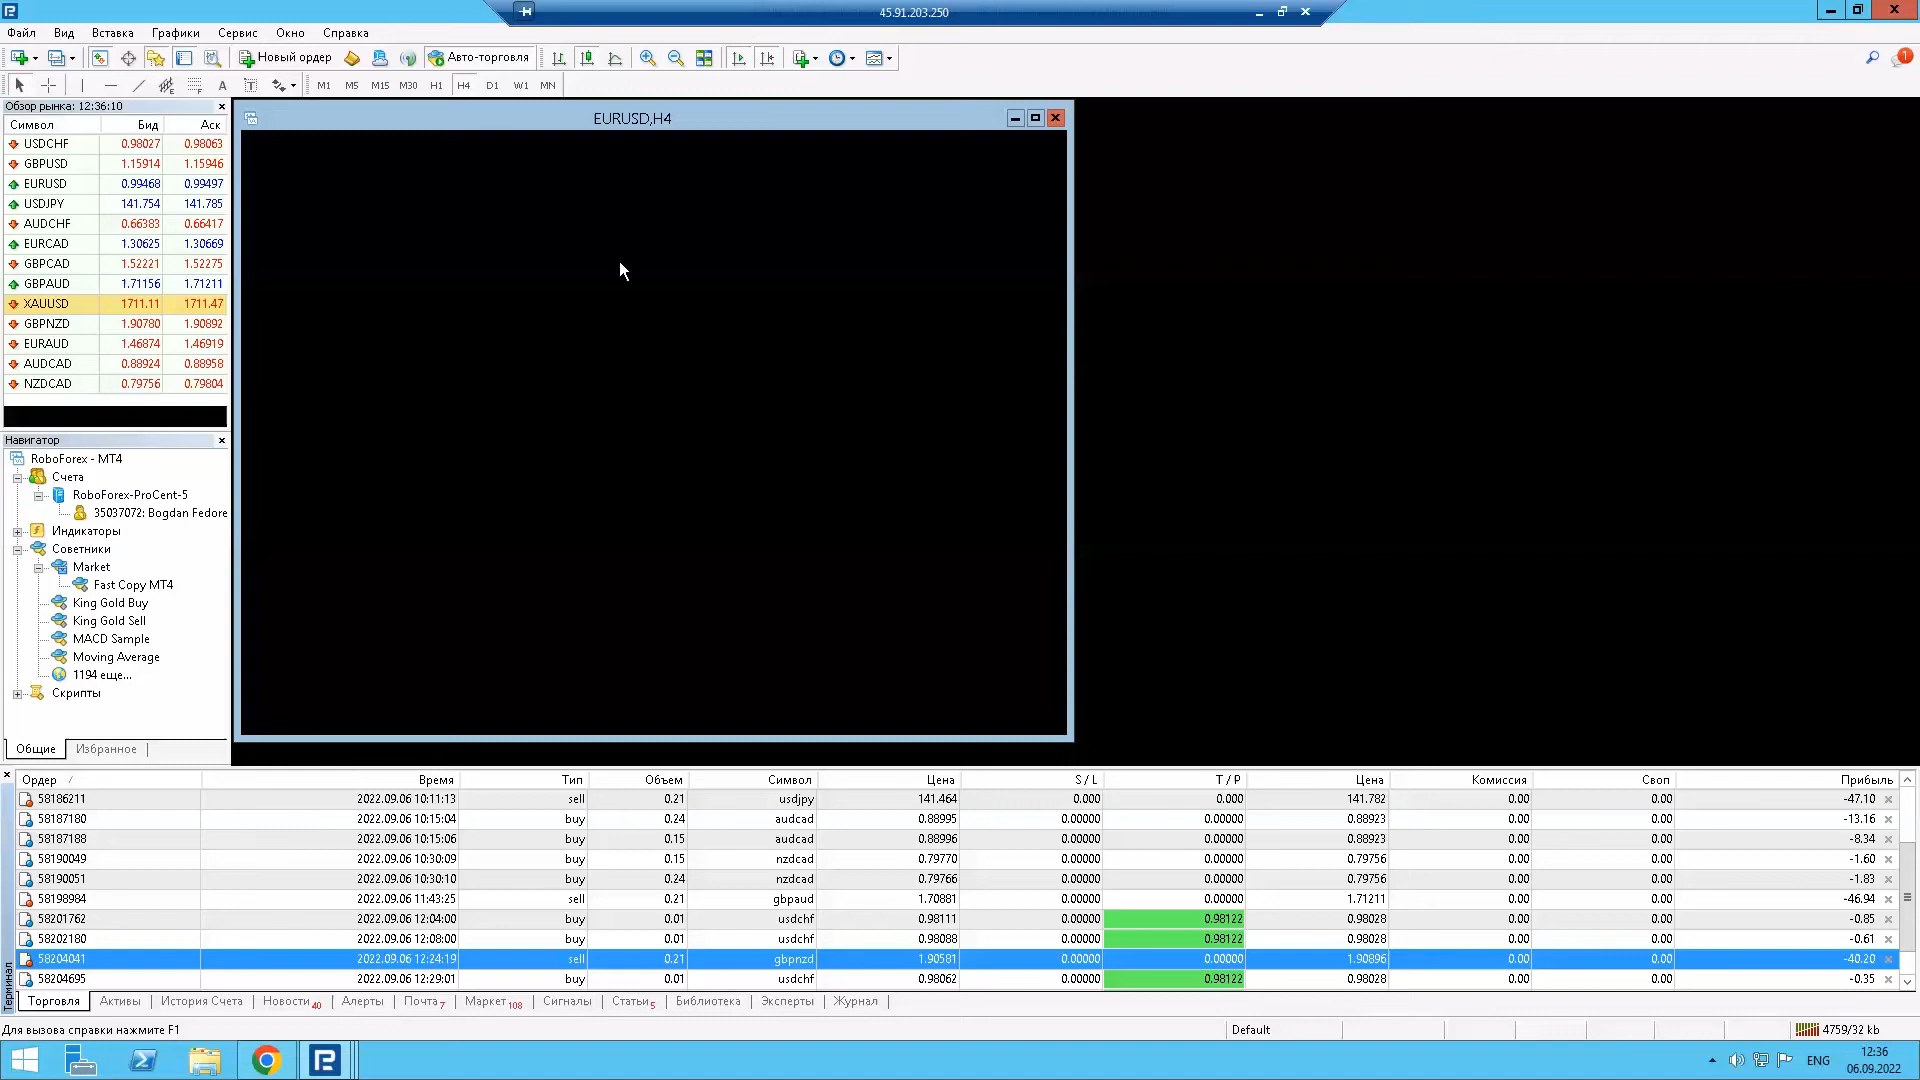 45.91.203.250
Файл Вид Вставка Графики Сервис Окно Справка
Новый ордер Авто-торговля 1
A T M1 M5 M15 M30 H1 H4 D1 W1 MN
Обзор рынка: 12:36:10
Символ Бид Аск
USDCHF 0.98027 0.98063
GBPUSD 1.15914 1.15946
EURUSD 0.99468 0.99497
USDJPY 141.754 141.785
AUDCHF 0.66383 0.66417
EURCAD 1.30625 1.30669
GBPCAD 1.52221 1.52275
GBPAUD 1.71156 1.71211
XAUUSD 1711.11 1711.47
GBPNZD 1.90780 1.90892
EURAUD 1.46874 1.46919
AUDCAD 0.88924 0.88958
NZDCAD 0.79756 0.79804
Навигатор
RoboForex - MT4
Счета
RoboForex-ProCent-5
35037072: Bogdan Fedore
Индикаторы
Советники
Market
Fast Copy MT4
King Gold Buy
King Gold Sell
MACD Sample
Moving Average
1194 еще...
Скрипты
Общие Избранное
EURUSD,H4
Ордер / Время Тип Объем Символ Цена S / L T / P Цена Комиссия Своп Прибыль
58186211 2022.09.06 10:11:13 sell 0.21 usdjpy 141.464 0.000 0.000 141.782 0.00 0.00 -47.10
58187180 2022.09.06 10:15:04 buy 0.24 audcad 0.88995 0.00000 0.00000 0.88923 0.00 0.00 -13.16
58187188 2022.09.06 10:15:06 buy 0.15 audcad 0.88996 0.00000 0.00000 0.88923 0.00 0.00 -8.34
58190049 2022.09.06 10:30:09 buy 0.15 nzdcad 0.79770 0.00000 0.00000 0.79756 0.00 0.00 -1.60
58190051 2022.09.06 10:30:10 buy 0.24 nzdcad 0.79766 0.00000 0.00000 0.79756 0.00 0.00 -1.83
58198984 2022.09.06 11:43:25 sell 0.21 gbpaud 1.70881 0.00000 0.00000 1.71211 0.00 0.00 -46.94
58201762 2022.09.06 12:04:00 buy 0.01 usdchf 0.98111 0.00000 0.98122 0.98028 0.00 0.00 -0.85
58202180 2022.09.06 12:08:00 buy 0.01 usdchf 0.98088 0.00000 0.98122 0.98028 0.00 0.00 -0.61
58204041 2022.09.06 12:24:19 sell 0.21 gbpnzd 1.90581 0.00000 0.00000 1.90896 0.00 0.00 -40.20
58204695 2022.09.06 12:29:01 buy 0.01 usdchf 0.98062 0.00000 0.98122 0.98028 0.00 0.00 -0.35
Терминал
Торговля Активы История Счета Новости 40 Алерты Почта 7 Маркет 108 Сигналы Статьи 5 Библиотека Эксперты Журнал
Для вызова справки нажмите F1 Default 4759/32 kb
ENG 12:36
06.09.2022